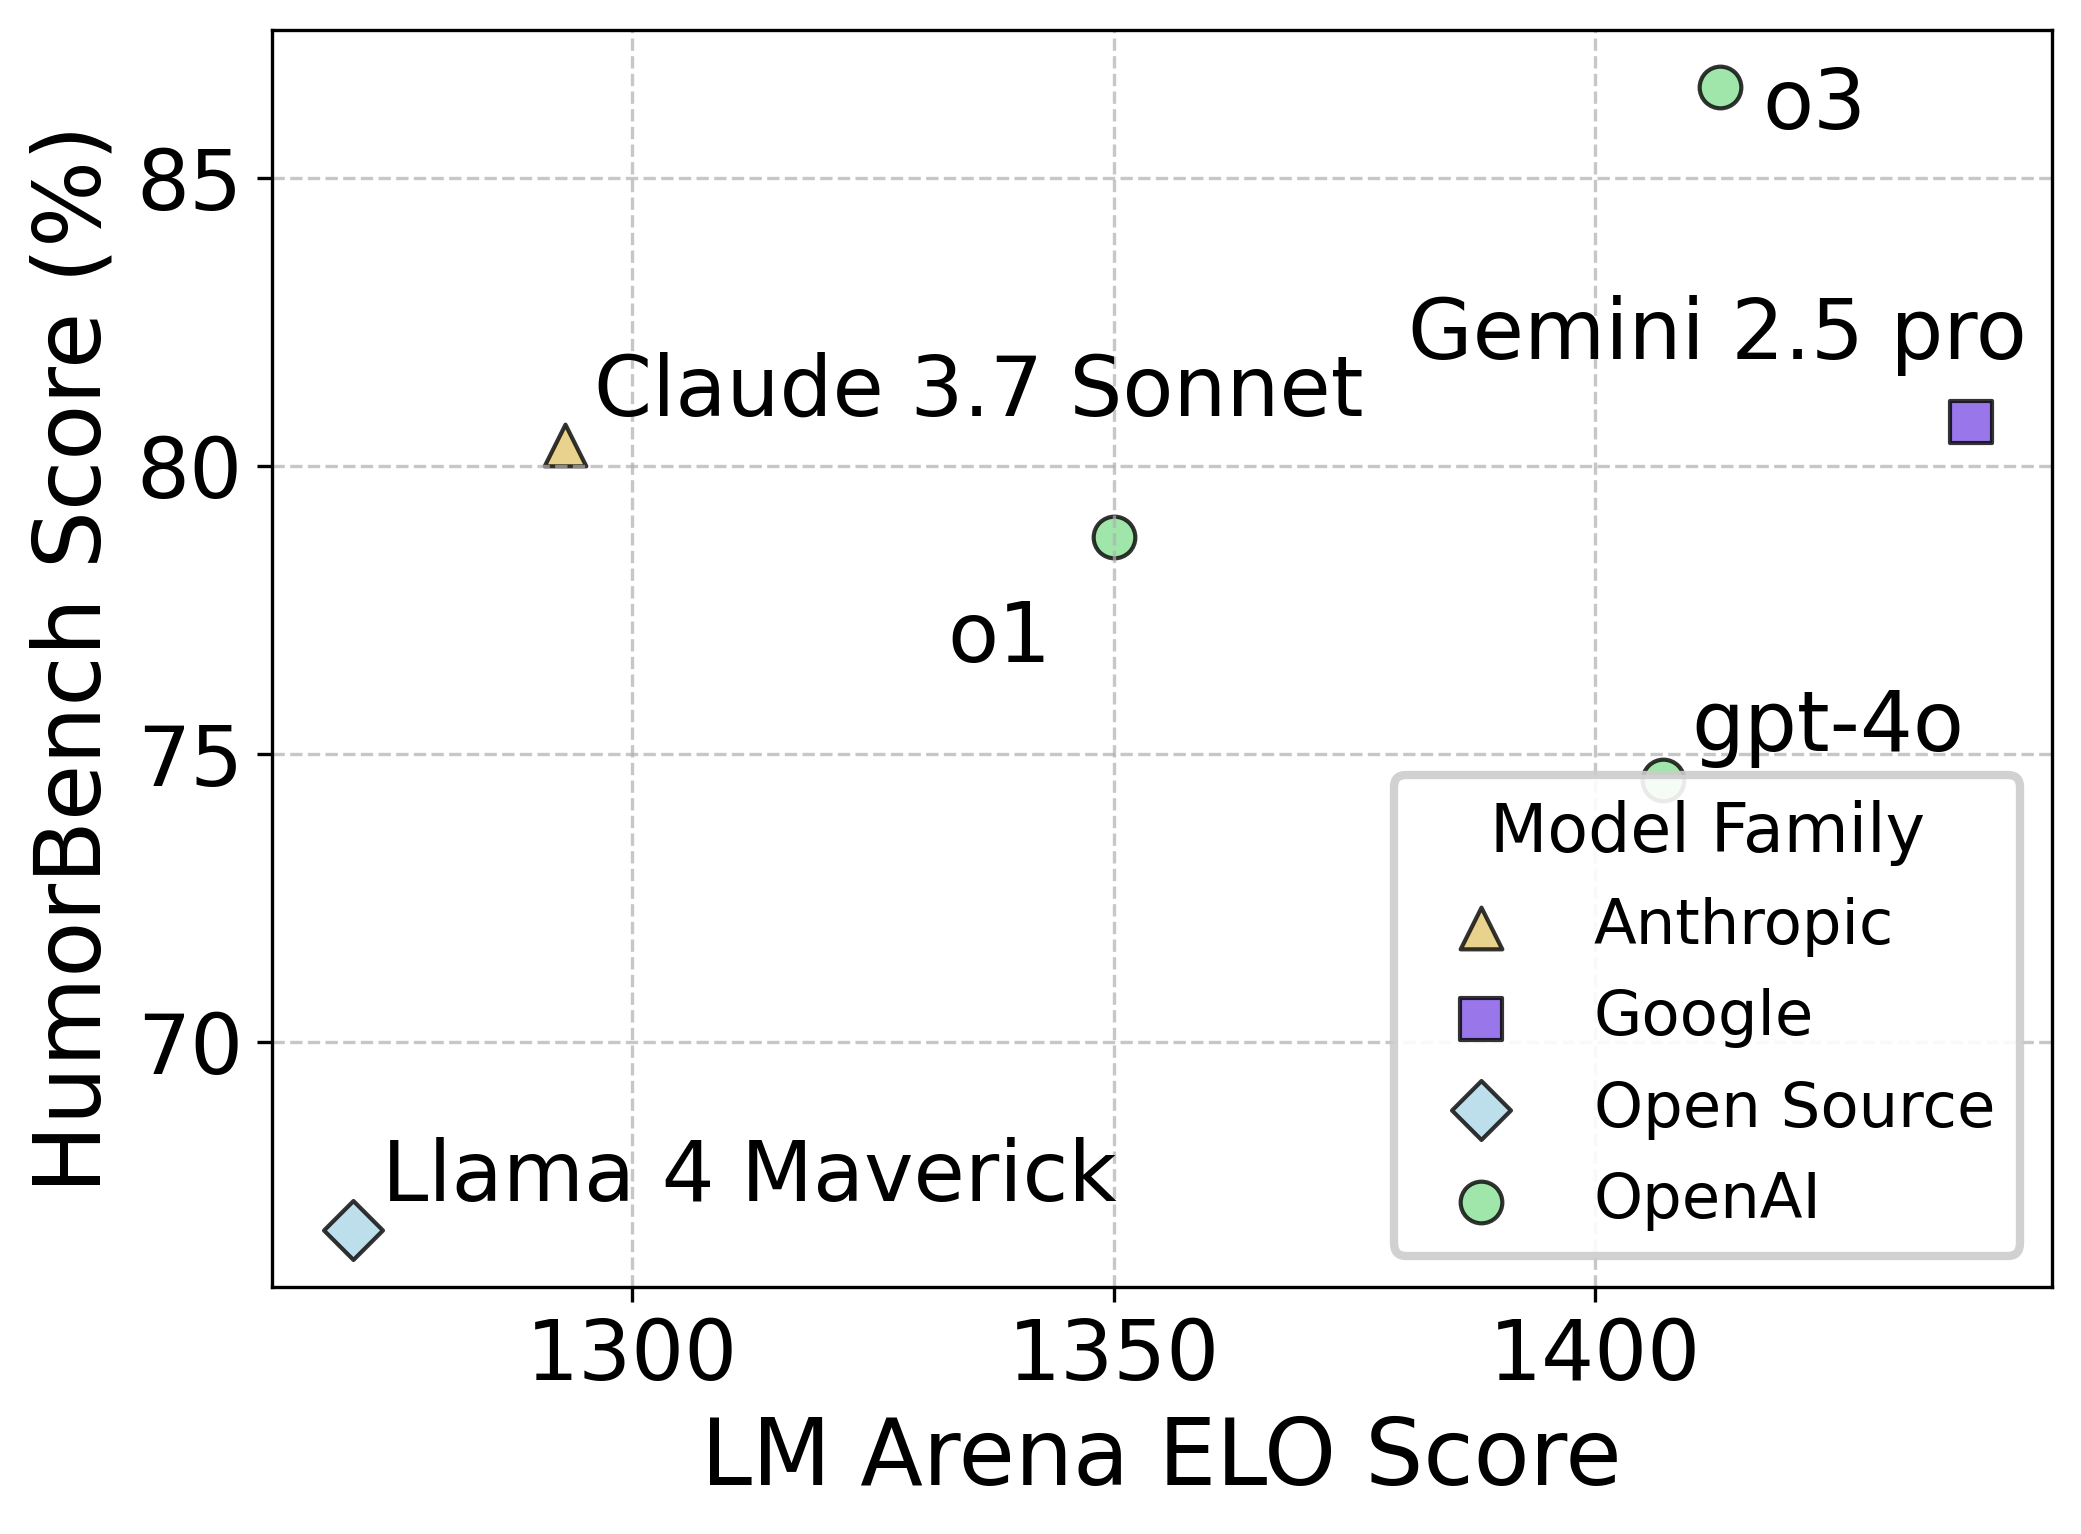 HumorBench Score (%)
85
80
75
70
o3
Gemini 2.5 pro
Claude 3.7 Sonnet
o1
gpt-4o
Llama 4 Maverick
Model Family
Anthropic
Google
Open Source
OpenAI
1300
1350
1400
LM Arena ELO Score